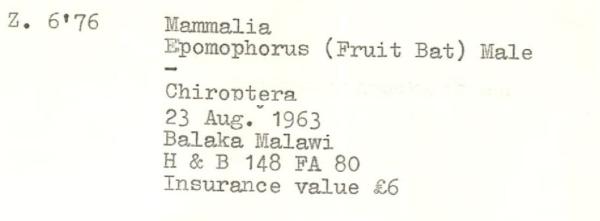 Z. 6'76 Mammalia
Epomophorus (Fruit Bat) Male
-
Chiroptera
23 Aug. 1963
Balaka Malawi
H & B 148 FA 80
Insurance value £6